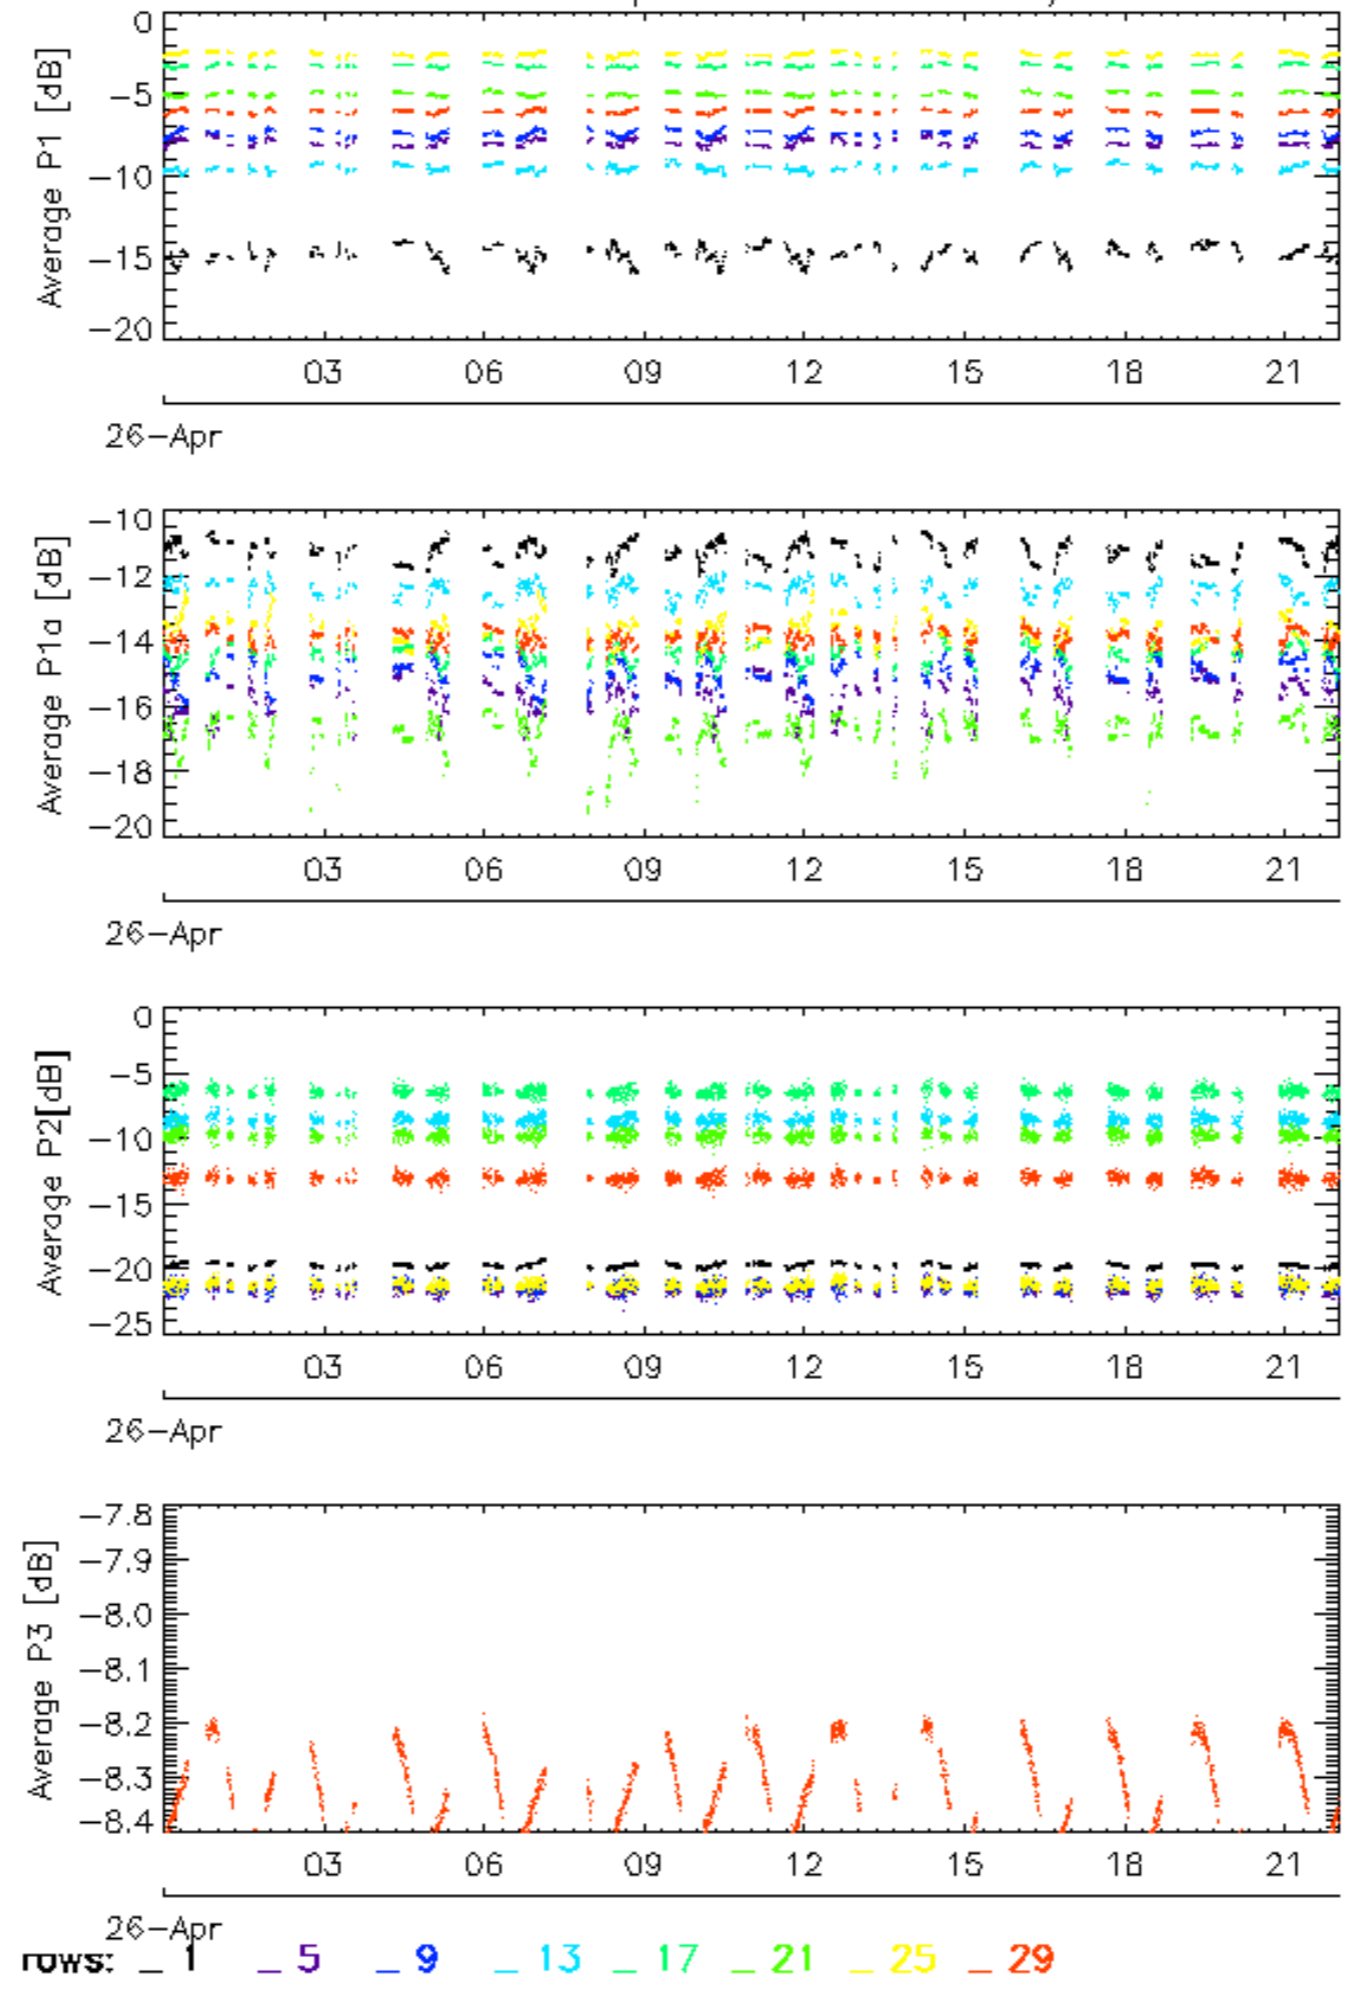 0
−5
−10
−15
−20
Average P1 [dB]
03 06 09 12 15 18 21
26−Apr
−10
−12
−14
−16
−18
−20
Average P1a [dB]
03 06 09 12 15 18 21
26−Apr
0
−5
−10
−15
−20
−25
Average P2[dB]
03 06 09 12 15 18 21
26−Apr
−7.8
−7.9
−8.0
−8.1
−8.2
−8.3
−8.4
Average P3 [dB]
03 06 09 12 15 18 21
26−Apr
rows: _ 1 _ 5 _ 9 _ 13 _ 17 _ 21 _ 25 _ 29